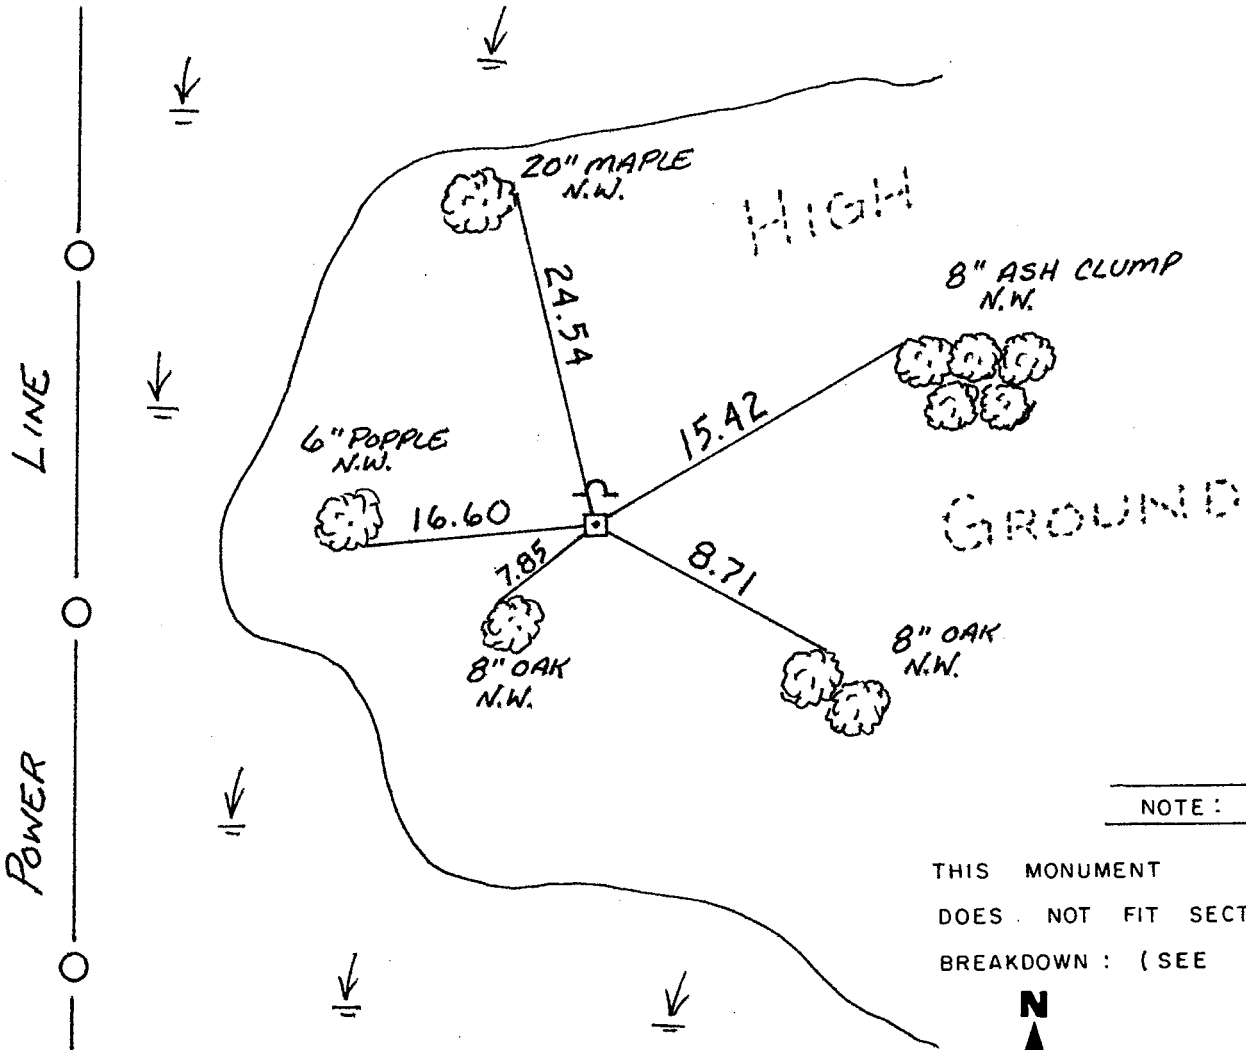 20" MAPLE
N.W.
HIGH
8" ASH CLUMP
N.W.
24.54
15.42
LINE
6" POPPLE
N.W.
16.60
GROUND
7.85
8.71
8" OAK
N.W.
8" OAK
N.W.
POWER
NOTE :
THIS MONUMENT
DOES NOT FIT SECT
BREAKDOWN : (SEE
N